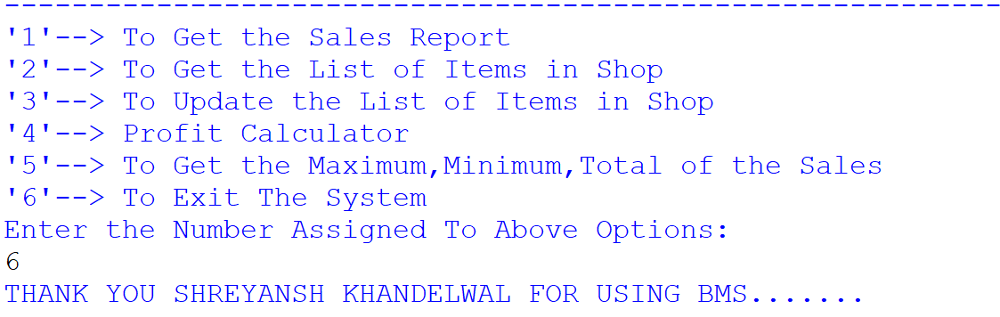 ------------------------------------------------------------
'1'--> To Get the Sales Report
'2'--> To Get the List of Items in Shop
'3'--> To Update the List of Items in Shop
'4'--> Profit Calculator
'5'--> To Get the Maximum,Minimum,Total of the Sales
'6'--> To Exit The System
Enter the Number Assigned To Above Options:
6
THANK YOU SHREYANSH KHANDELWAL FOR USING BMS.......